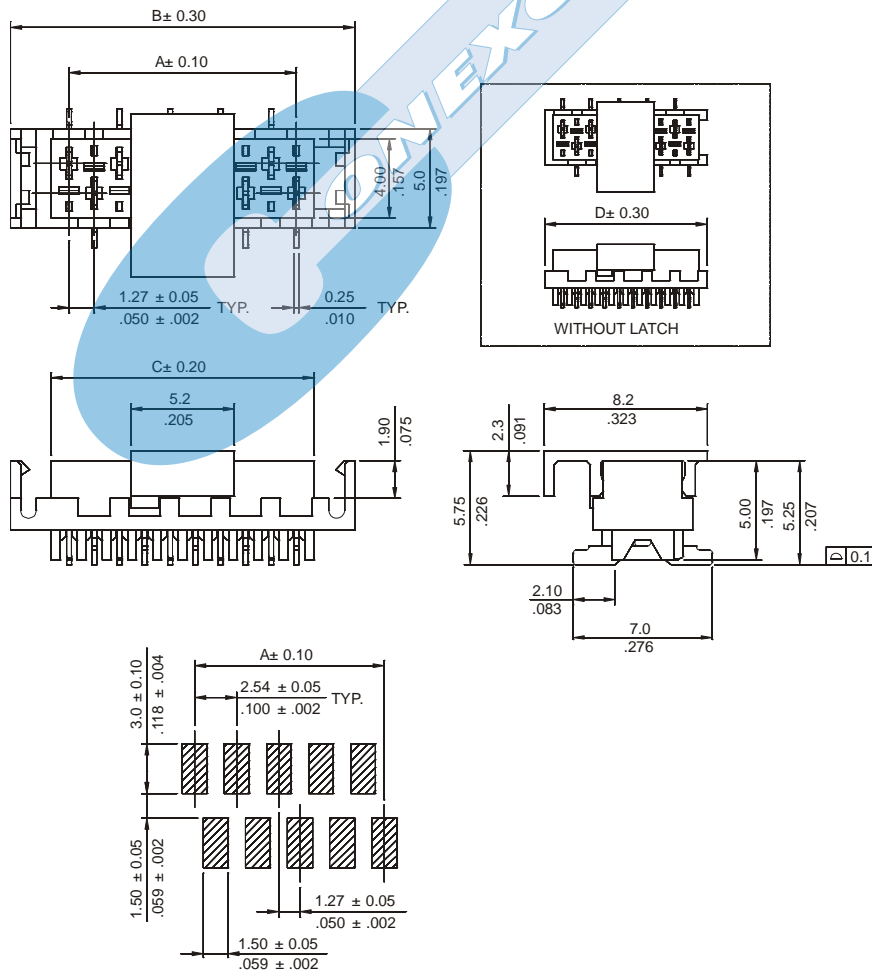 B± 0.30
A± 0.10
4.00
.157
5.0
.197
1.27 ± 0.05
.050 ± .002
TYP.
0.25
.010
TYP.
CONEXC
D± 0.30
WITHOUT LATCH
C± 0.20
5.2
.205
1.90
.075
8.2
.323
2.3
.091
5.75
.226
5.00
.197
5.25
.207
0.1
2.10
.083
7.0
.276
A± 0.10
2.54 ± 0.05
.100 ± .002
TYP.
3.0 ± 0.10
.118 ± .004
1.50 ± 0.05
.059 ± .002
1.27 ± 0.05
.050 ± .002
1.50 ± 0.05
.059 ± .002